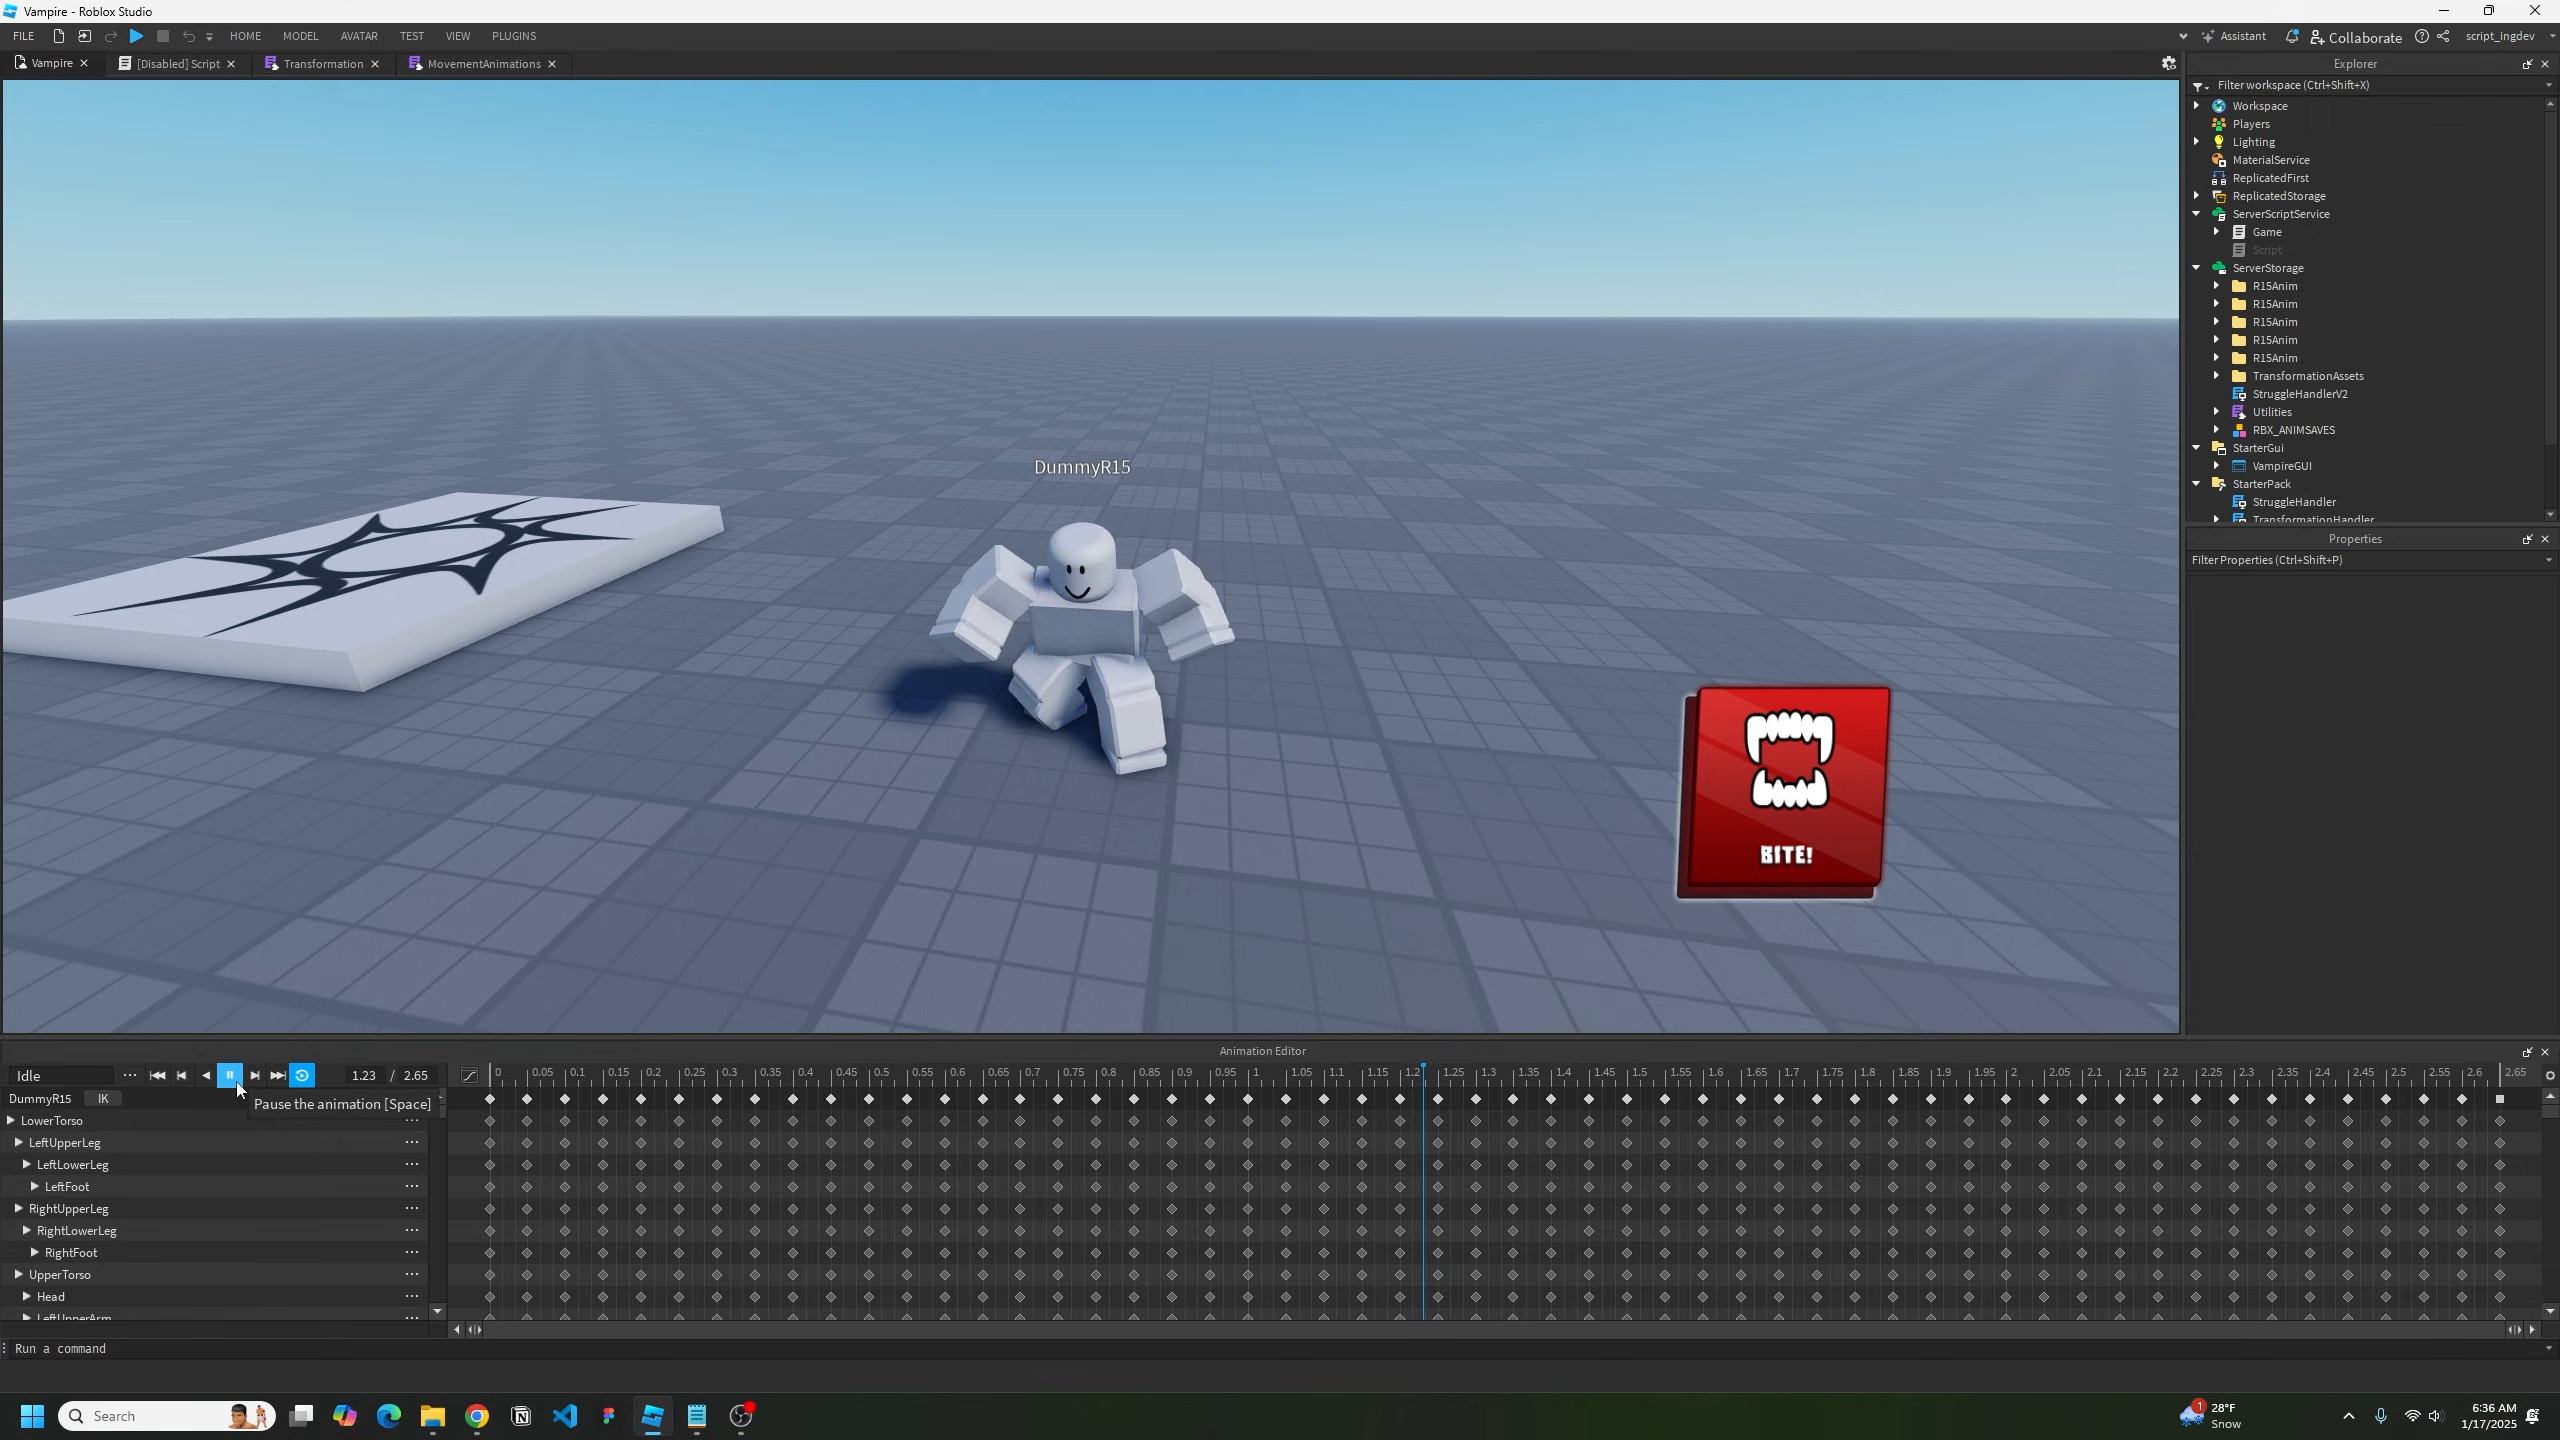 Vampire - Roblox Studio
FILE HOME MODEL AVATAR TEST VIEW PLUGINS Assistant Collaborate script_ingdev
Vampire [Disabled] Script Transformation MovementAnimations
Explorer
Filter workspace (Ctrl+Shift+X)
Workspace
Players
Lighting
MaterialService
ReplicatedFirst
ReplicatedStorage
ServerScriptService
Game
Script
ServerStorage
R15Anim
R15Anim
R15Anim
R15Anim
R15Anim
TransformationAssets
StruggleHandlerV2
Utilities
RBX_ANIMSAVES
StarterGui
VampireGUI
StarterPack
StruggleHandler
TransformationHandler
Properties
Filter Properties (Ctrl+Shift+P)
DummyR15
BITE!
Animation Editor
Idle 1.23 / 2.65
0 0.05 0.1 0.15 0.2 0.25 0.3 0.35 0.4 0.45 0.5 0.55 0.6 0.65 0.7 0.75 0.8 0.85 0.9 0.95 1 1.05 1.1 1.15 1.2 1.25 1.3 1.35 1.4 1.45 1.5 1.55 1.6 1.65 1.7 1.75 1.8 1.85 1.9 1.95 2 2.05 2.1 2.15 2.2 2.25 2.3 2.35 2.4 2.45 2.5 2.55 2.6 2.65
DummyR15 IK
Pause the animation [Space]
LowerTorso
LeftUpperLeg
LeftLowerLeg
LeftFoot
RightUpperLeg
RightLowerLeg
RightFoot
UpperTorso
Head
LeftUpperArm
Run a command
Search
1
28°F
Snow
6:36 AM
1/17/2025